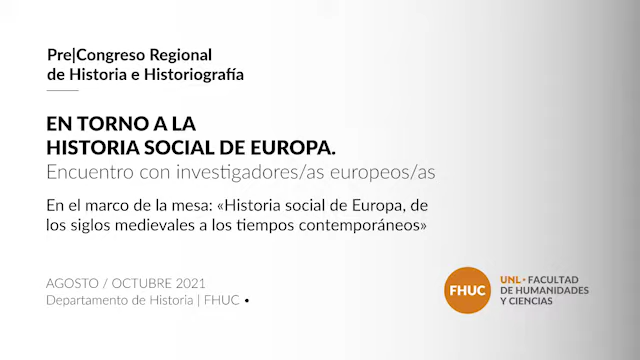 Pre|Congreso Regional
de Historia e Historiografía
EN TORNO A LA
HISTORIA SOCIAL DE EUROPA.
Encuentro con investigadores/as europeos/as
En el marco de la mesa: «Historia social de Europa, de
los siglos medievales a los tiempos contemporáneos»
AGOSTO / OCTUBRE 2021
Departamento de Historia | FHUC •
FHUC
UNL • FACULTAD
DE HUMANIDADES
Y CIENCIAS